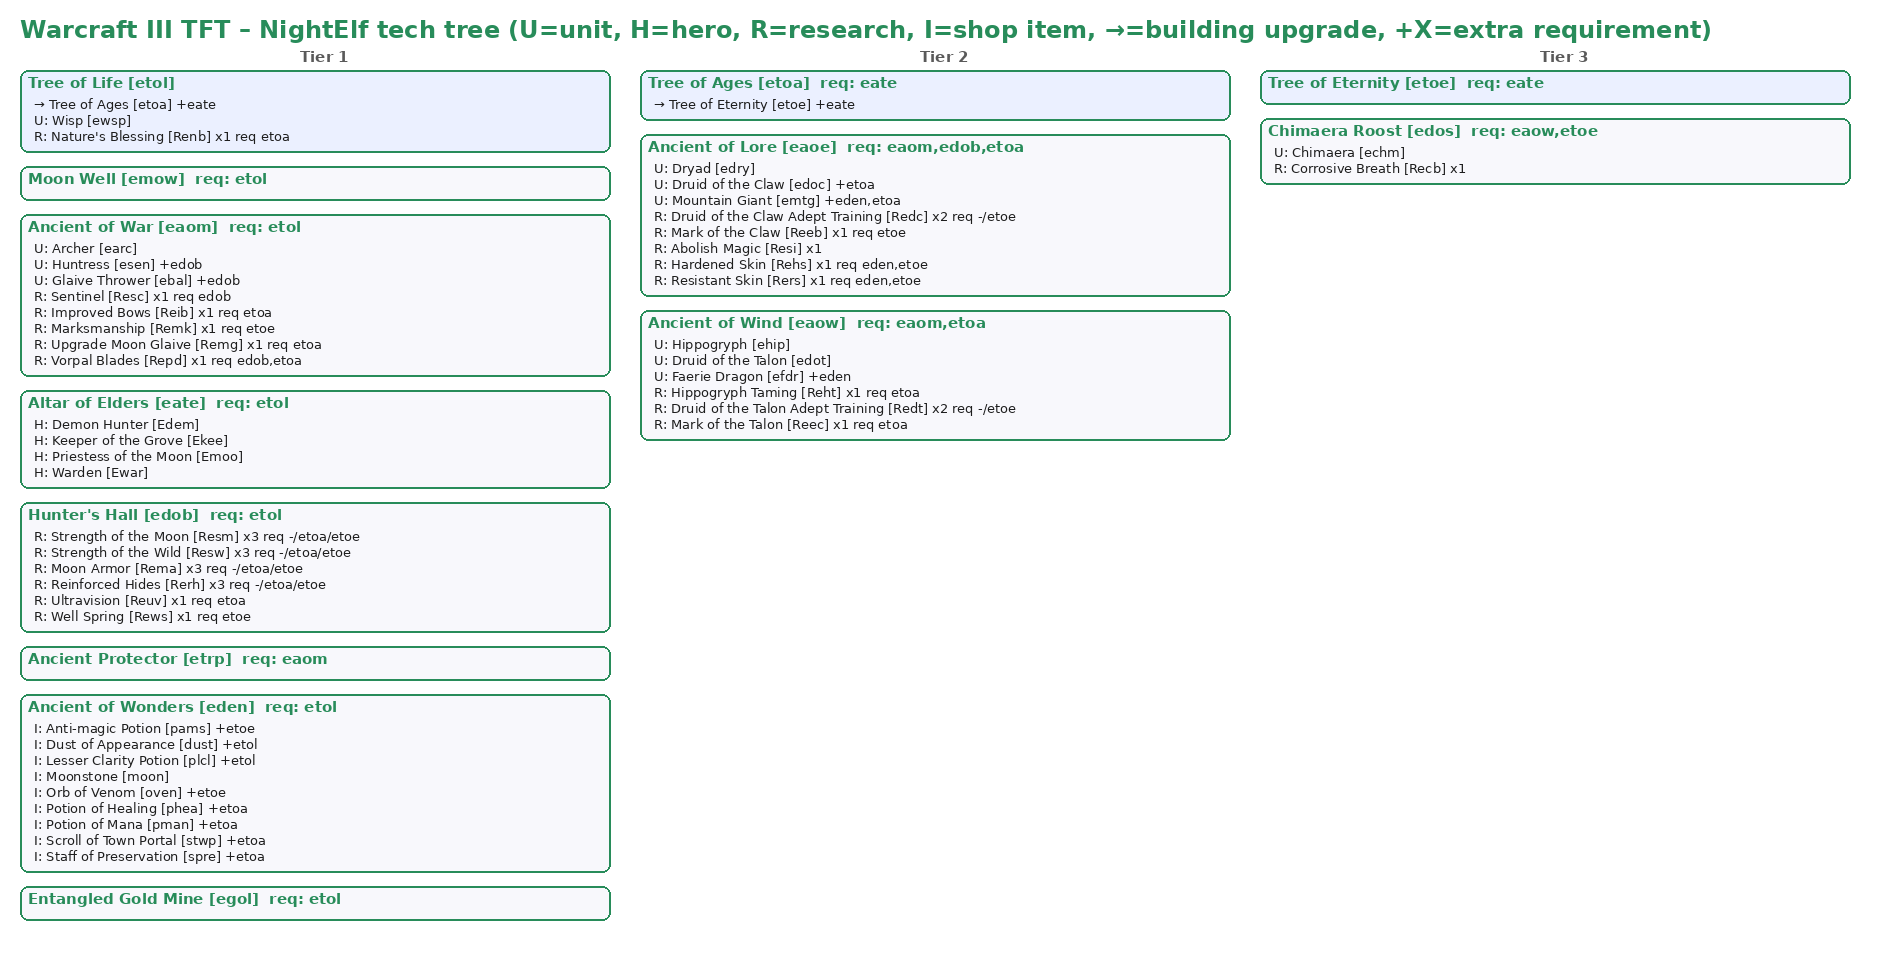 Warcraft III TFT – NightElf tech tree (U=unit, H=hero, R=research, I=shop item, →=building upgrade, +X=extra requirement)
Tier 1
Tree of Life [etol]
→ Tree of Ages [etoa] +eate
U: Wisp [ewsp]
R: Nature's Blessing [Renb] x1 req etoa
Moon Well [emow]  req: etol
Ancient of War [eaom]  req: etol
U: Archer [earc]
U: Huntress [esen] +edob
U: Glaive Thrower [ebal] +edob
R: Sentinel [Resc] x1 req edob
R: Improved Bows [Reib] x1 req etoa
R: Marksmanship [Remk] x1 req etoe
R: Upgrade Moon Glaive [Remg] x1 req etoa
R: Vorpal Blades [Repd] x1 req edob,etoa
Altar of Elders [eate]  req: etol
H: Demon Hunter [Edem]
H: Keeper of the Grove [Ekee]
H: Priestess of the Moon [Emoo]
H: Warden [Ewar]
Hunter's Hall [edob]  req: etol
R: Strength of the Moon [Resm] x3 req -/etoa/etoe
R: Strength of the Wild [Resw] x3 req -/etoa/etoe
R: Moon Armor [Rema] x3 req -/etoa/etoe
R: Reinforced Hides [Rerh] x3 req -/etoa/etoe
R: Ultravision [Reuv] x1 req etoa
R: Well Spring [Rews] x1 req etoe
Ancient Protector [etrp]  req: eaom
Ancient of Wonders [eden]  req: etol
I: Anti-magic Potion [pams] +etoe
I: Dust of Appearance [dust] +etol
I: Lesser Clarity Potion [plcl] +etol
I: Moonstone [moon]
I: Orb of Venom [oven] +etoe
I: Potion of Healing [phea] +etoa
I: Potion of Mana [pman] +etoa
I: Scroll of Town Portal [stwp] +etoa
I: Staff of Preservation [spre] +etoa
Entangled Gold Mine [egol]  req: etol
Tier 2
Tree of Ages [etoa]  req: eate
→ Tree of Eternity [etoe] +eate
Ancient of Lore [eaoe]  req: eaom,edob,etoa
U: Dryad [edry]
U: Druid of the Claw [edoc] +etoa
U: Mountain Giant [emtg] +eden,etoa
R: Druid of the Claw Adept Training [Redc] x2 req -/etoe
R: Mark of the Claw [Reeb] x1 req etoe
R: Abolish Magic [Resi] x1
R: Hardened Skin [Rehs] x1 req eden,etoe
R: Resistant Skin [Rers] x1 req eden,etoe
Ancient of Wind [eaow]  req: eaom,etoa
U: Hippogryph [ehip]
U: Druid of the Talon [edot]
U: Faerie Dragon [efdr] +eden
R: Hippogryph Taming [Reht] x1 req etoa
R: Druid of the Talon Adept Training [Redt] x2 req -/etoe
R: Mark of the Talon [Reec] x1 req etoa
Tier 3
Tree of Eternity [etoe]  req: eate
Chimaera Roost [edos]  req: eaow,etoe
U: Chimaera [echm]
R: Corrosive Breath [Recb] x1